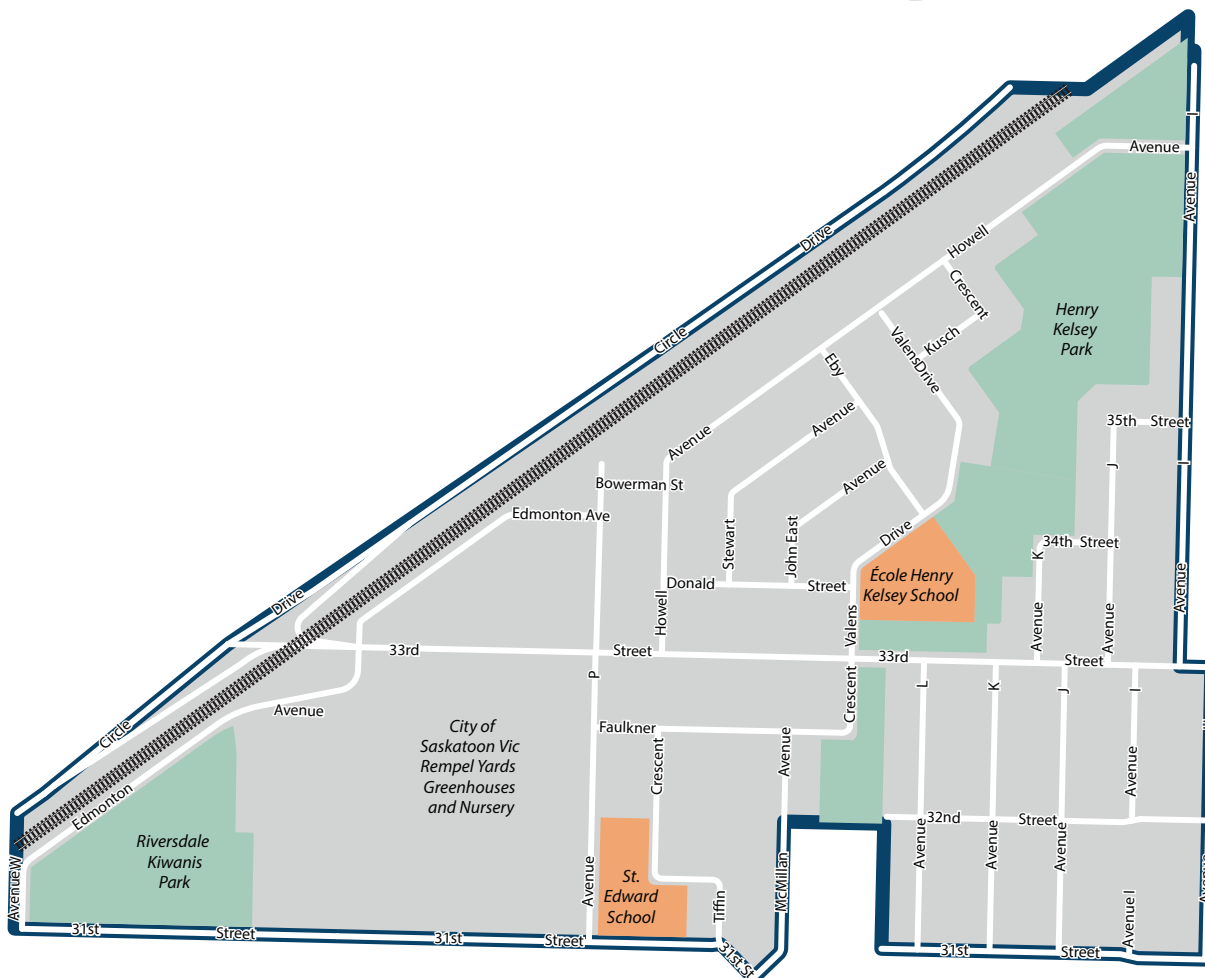 I
Avenue
Avenue
Drive
Howell
Crescent
Henry
Kelsey
Park
Circle
Valens
Drive
Kusch
Eby
Avenue
Avenue
35th Street
I
J
Avenue
Bowerman St
Edmonton Ave
Stewart
John East
Drive
34th Street
K
École Henry
Kelsey School
Donald
Street
Howell
Valens
Avenue
Avenue
Avenue
Drive
33rd
Street
33rd
Street
P
L
K
J
I
Crescent
Avenue
Faulkner
City of
Saskatoon Vic
Rempel Yards
Greenhouses
and Nursery
Circle
Crescent
Avenue
Avenue
Edmonton
32nd
Street
Riversdale
Kiwanis
Park
Avenue
Avenue
Avenue
Avenue W
Avenue
McMillan
St.
Edward
School
Tiffin
Avenue I
31st
Street
31st
Street
31st St
31st
Street